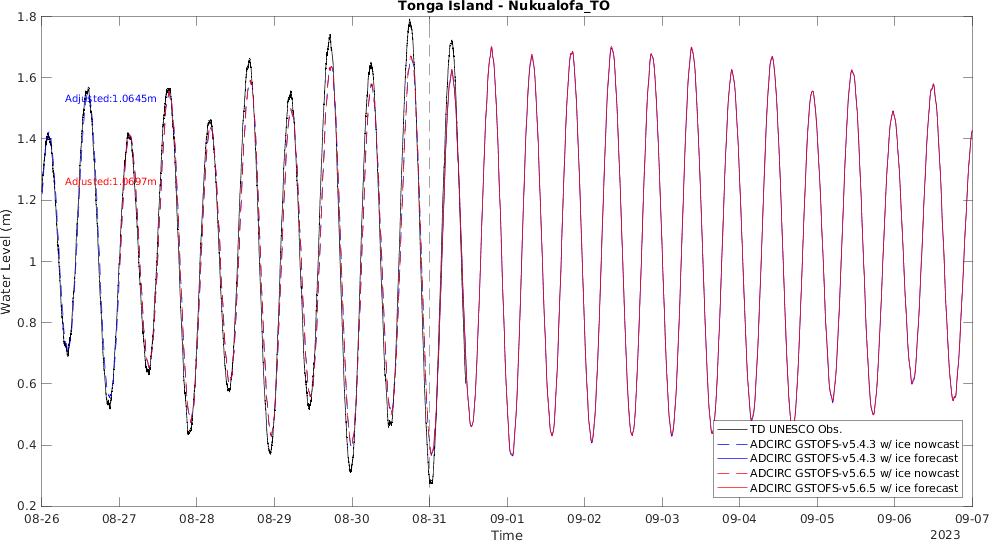 Tonga Island - Nukualofa_TO
1.8
1.6
1.4
1.2
1
0.8
0.6
0.4
0.2
Water Level (m)
Adjusted:1.0645m
Adjusted:1.0697m
TD UNESCO Obs.
ADCIRC GSTOFS-v5.4.3 w/ ice nowcast
ADCIRC GSTOFS-v5.4.3 w/ ice forecast
ADCIRC GSTOFS-v5.6.5 w/ ice nowcast
ADCIRC GSTOFS-v5.6.5 w/ ice forecast
08-26 08-27 08-28 08-29 08-30 08-31 09-01 09-02 09-03 09-04 09-05 09-06 09-07
Time
2023